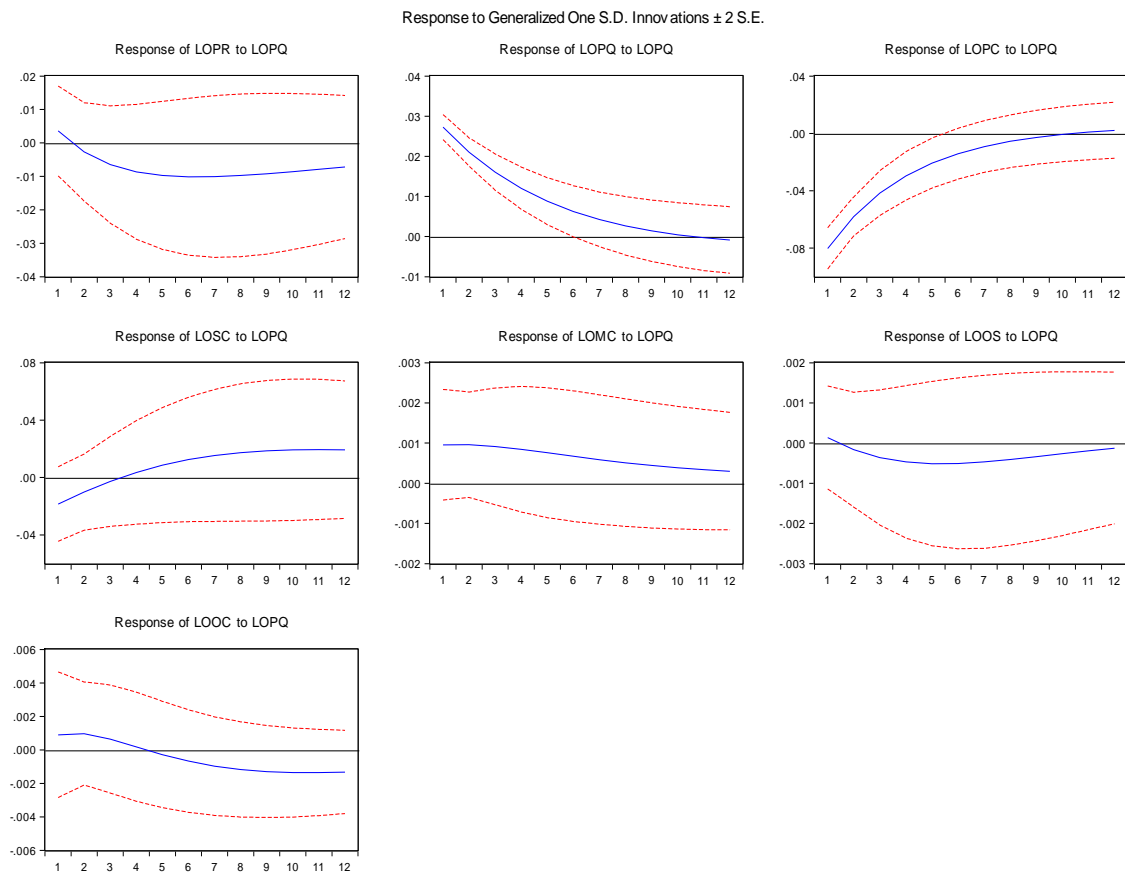 Response to Generalized One S.D. Innovations ± 2 S.E.
Response of LOPR to LOPQ
.02
.01
.00
-.01
-.02
-.03
-.04
1 2 3 4 5 6 7 8 9 10 11 12
Response of LOPQ to LOPQ
.04
.03
.02
.01
.00
-.01
1 2 3 4 5 6 7 8 9 10 11 12
Response of LOPC to LOPQ
.04
.00
-.04
-.08
1 2 3 4 5 6 7 8 9 10 11 12
Response of LOSC to LOPQ
.08
.04
.00
-.04
1 2 3 4 5 6 7 8 9 10 11 12
Response of LOMC to LOPQ
.003
.002
.001
.000
-.001
-.002
1 2 3 4 5 6 7 8 9 10 11 12
Response of LOOS to LOPQ
.002
.001
.000
-.001
-.002
-.003
1 2 3 4 5 6 7 8 9 10 11 12
Response of LOOC to LOPQ
.006
.004
.002
.000
-.002
-.004
-.006
1 2 3 4 5 6 7 8 9 10 11 12